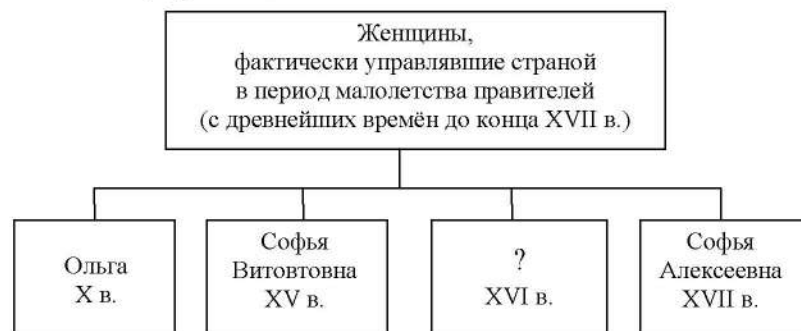 Женщины,
фактически управлявшие страной
в период малолетства правителей
(с древнейших времён до конца XVII в.)
Ольга
X в.
Софья
Витовтовна
XV в.
?
XVI в.
Софья
Алексеевна
XVII в.